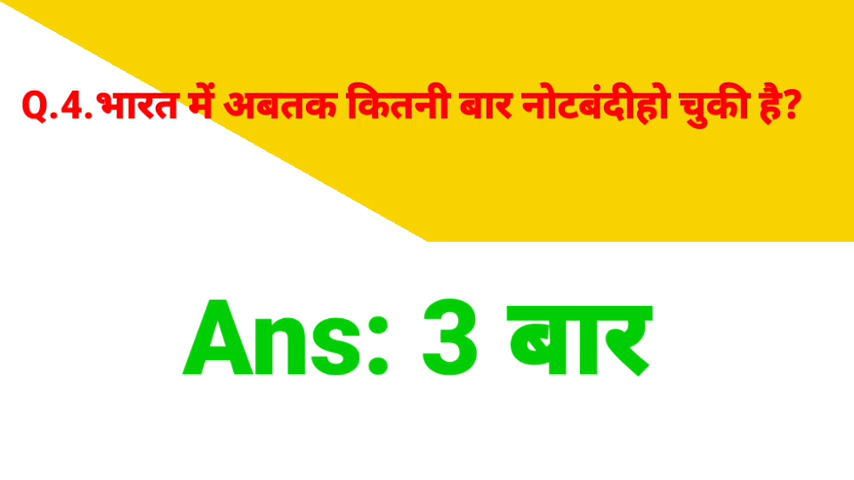 Q.4.भारत में अबतक कितनी बार नोटबंदीहो चुकी है?
Ans: 3 बार